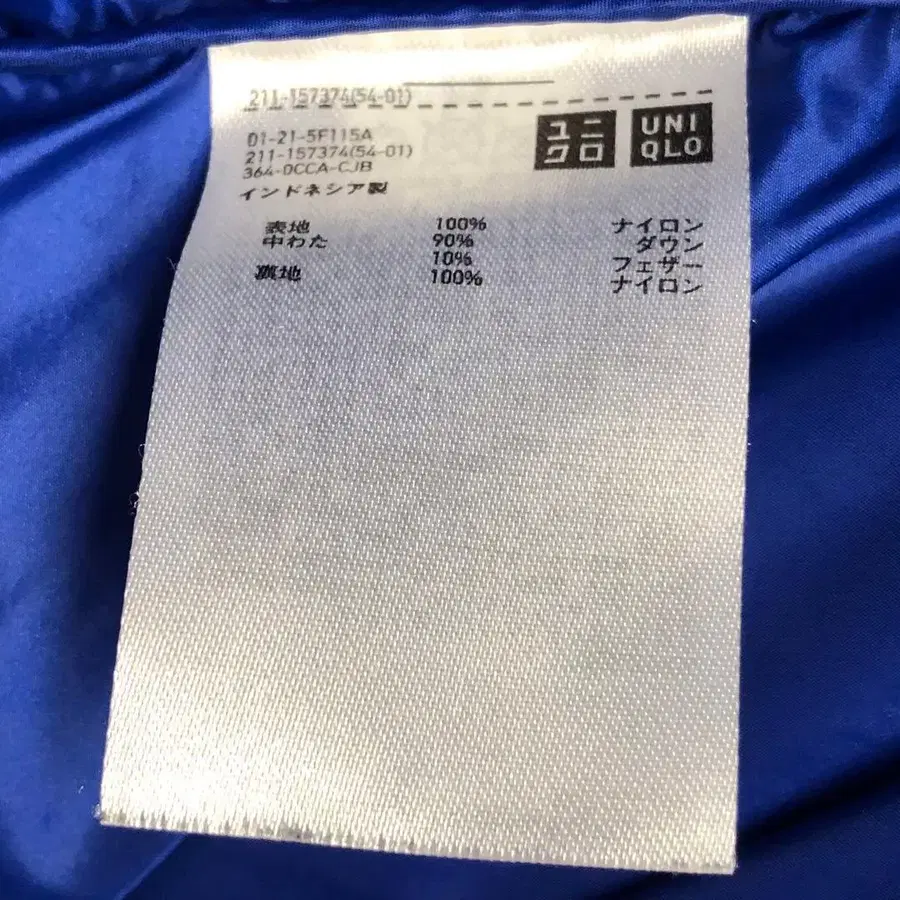 211-157374(54-01)
01-21-5F115A
211-157374(54-01)
364-0CCA-CJB
インドネシア製
ユニ
クロ
UNI
QLO
表地 100% ナイロン
中わた 90% ダウン
10% フェザー
裏地 100% ナイロン